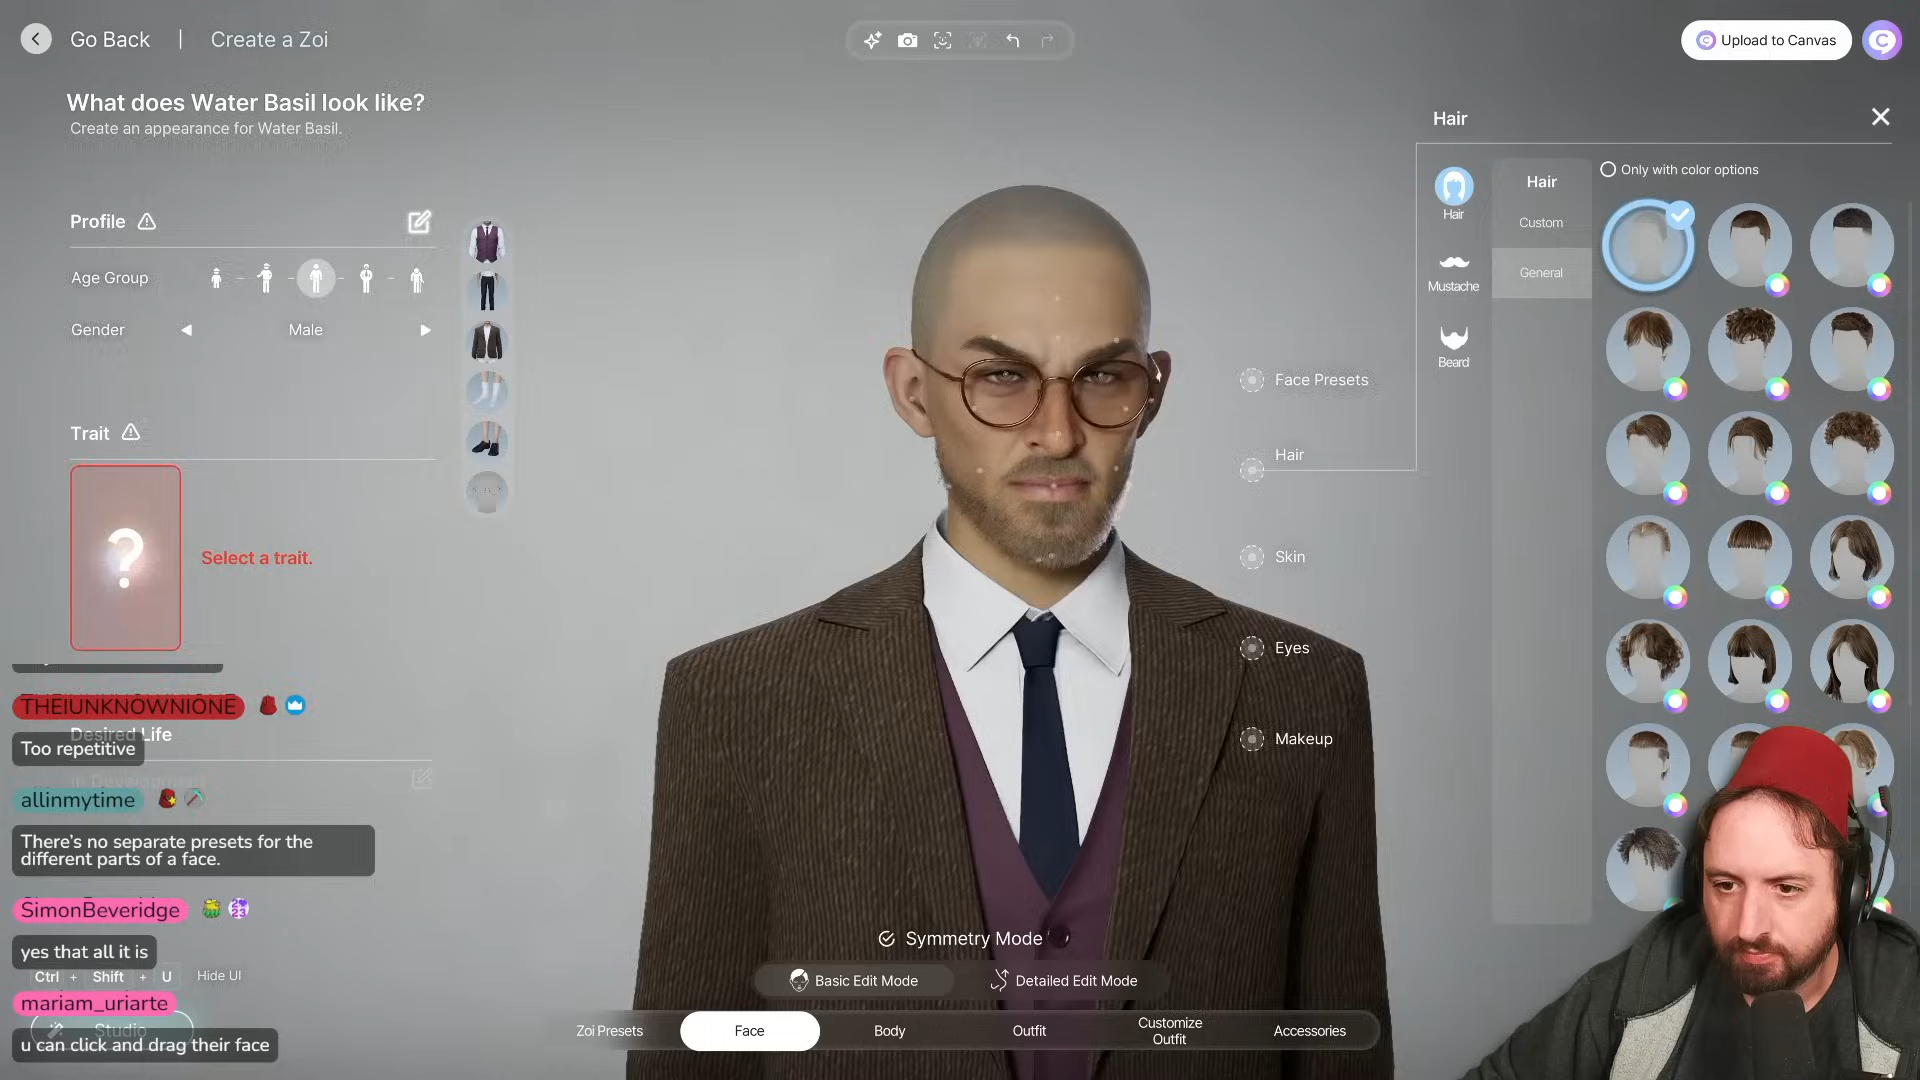 Go Back
|
Create a Zoi
Upload to Canvas
What does Water Basil look like?
Create an appearance for Water Basil.
Profile
Age Group
Gender
Male
Trait
?
Select a trait.
THEIUNKNOWNIONE
Desired Life
Too repetitive
allinmytime
There's no separate presets for the
different parts of a face.
SimonBeveridge
23
yes that all it is
Ctrl + Shift + U Hide UI
mariam_uriarte
Studio
u can click and drag their face
Face Presets
Hair
Skin
Eyes
Makeup
Symmetry Mode
Basic Edit Mode
Detailed Edit Mode
Zoi Presets
Face
Body
Outfit
Customize
Outfit
Accessories
Hair
Hair
Mustache
Beard
Hair
Custom
General
Only with color options